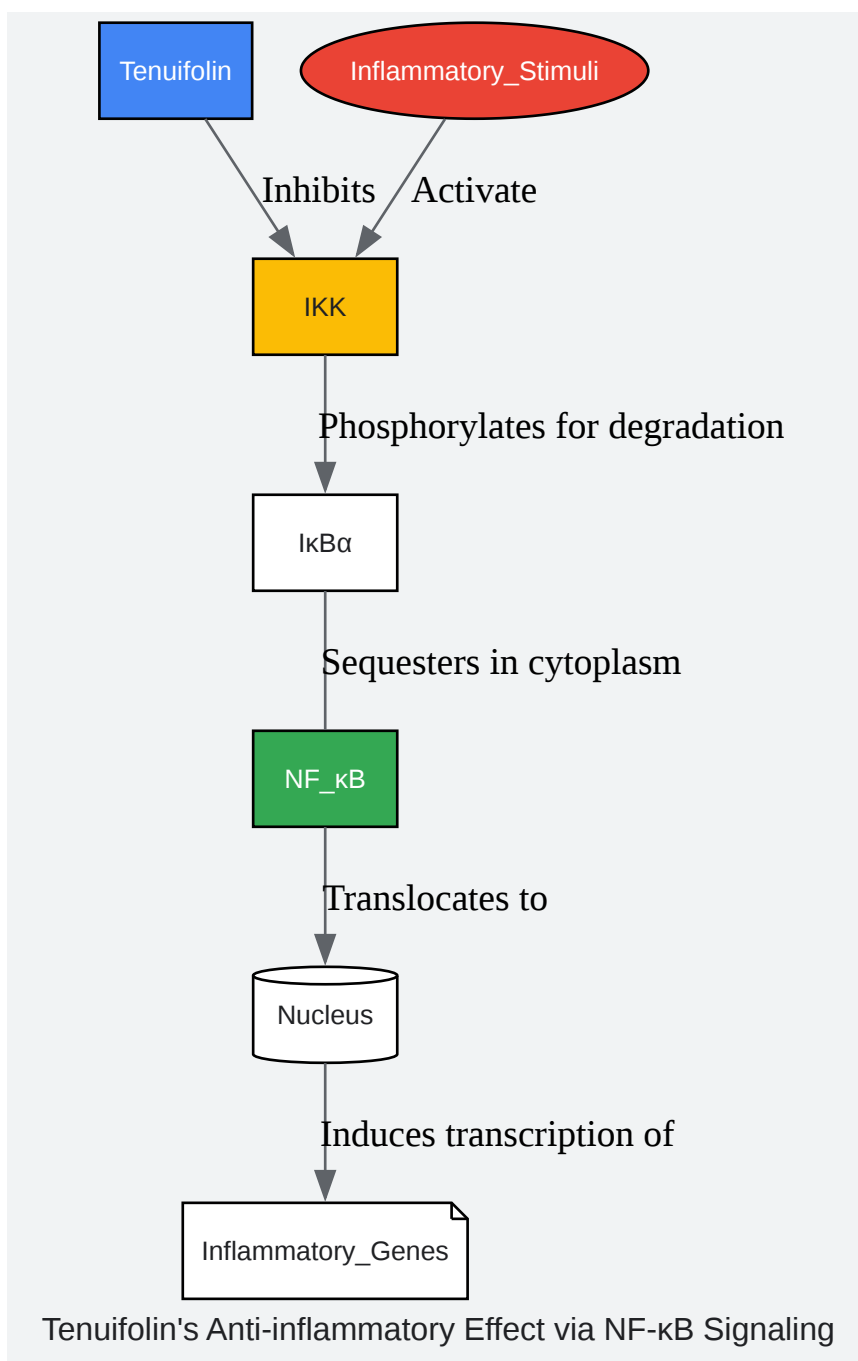 Tenuifolin
Inflammatory_Stimuli
Inhibits
Activate
IKK
Phosphorylates for degradation
IκBα
Sequesters in cytoplasm
NF_κB
Translocates to
Nucleus
Induces transcription of
Inflammatory_Genes
Tenuifolin's Anti-inflammatory Effect via NF-κB Signaling